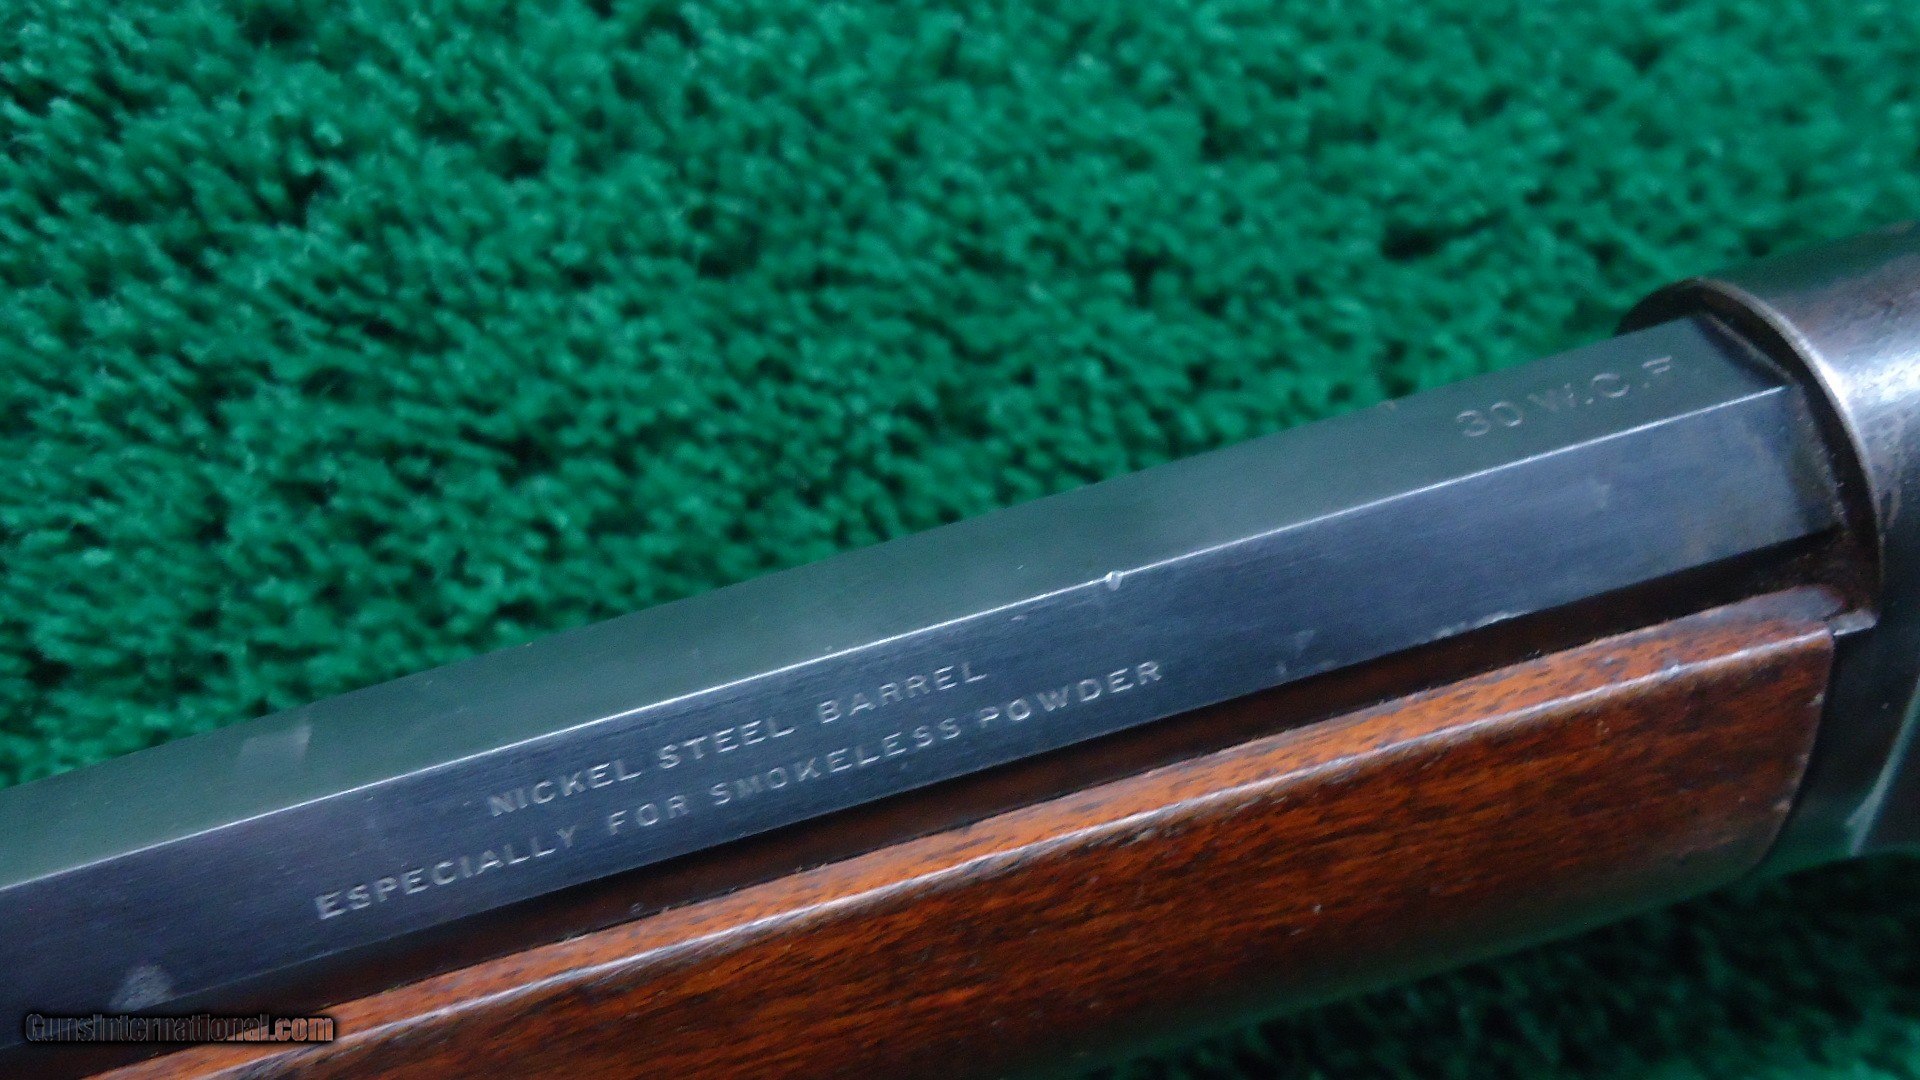 30 W.C.F.
NICKEL STEEL BARREL
ESPECIALLY FOR SMOKELESS POWDER
GunsInternational.com